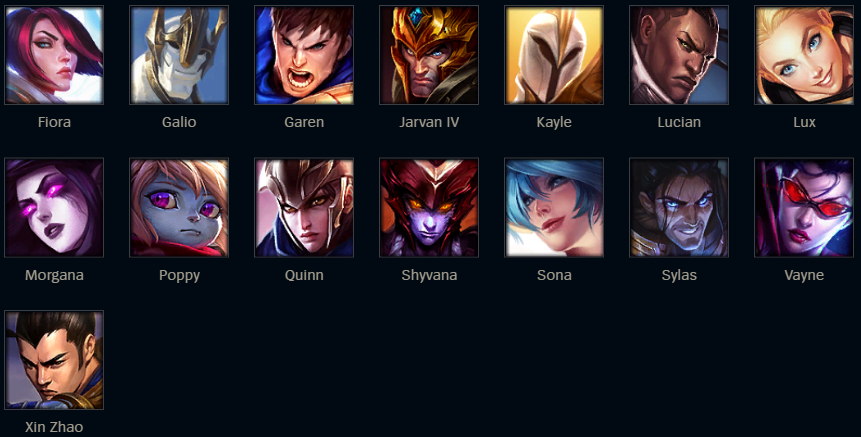 Fiora Galio Garen Jarvan IV Kayle Lucian Lux
Morgana Poppy Quinn Shyvana Sona Sylas Vayne
Xin Zhao